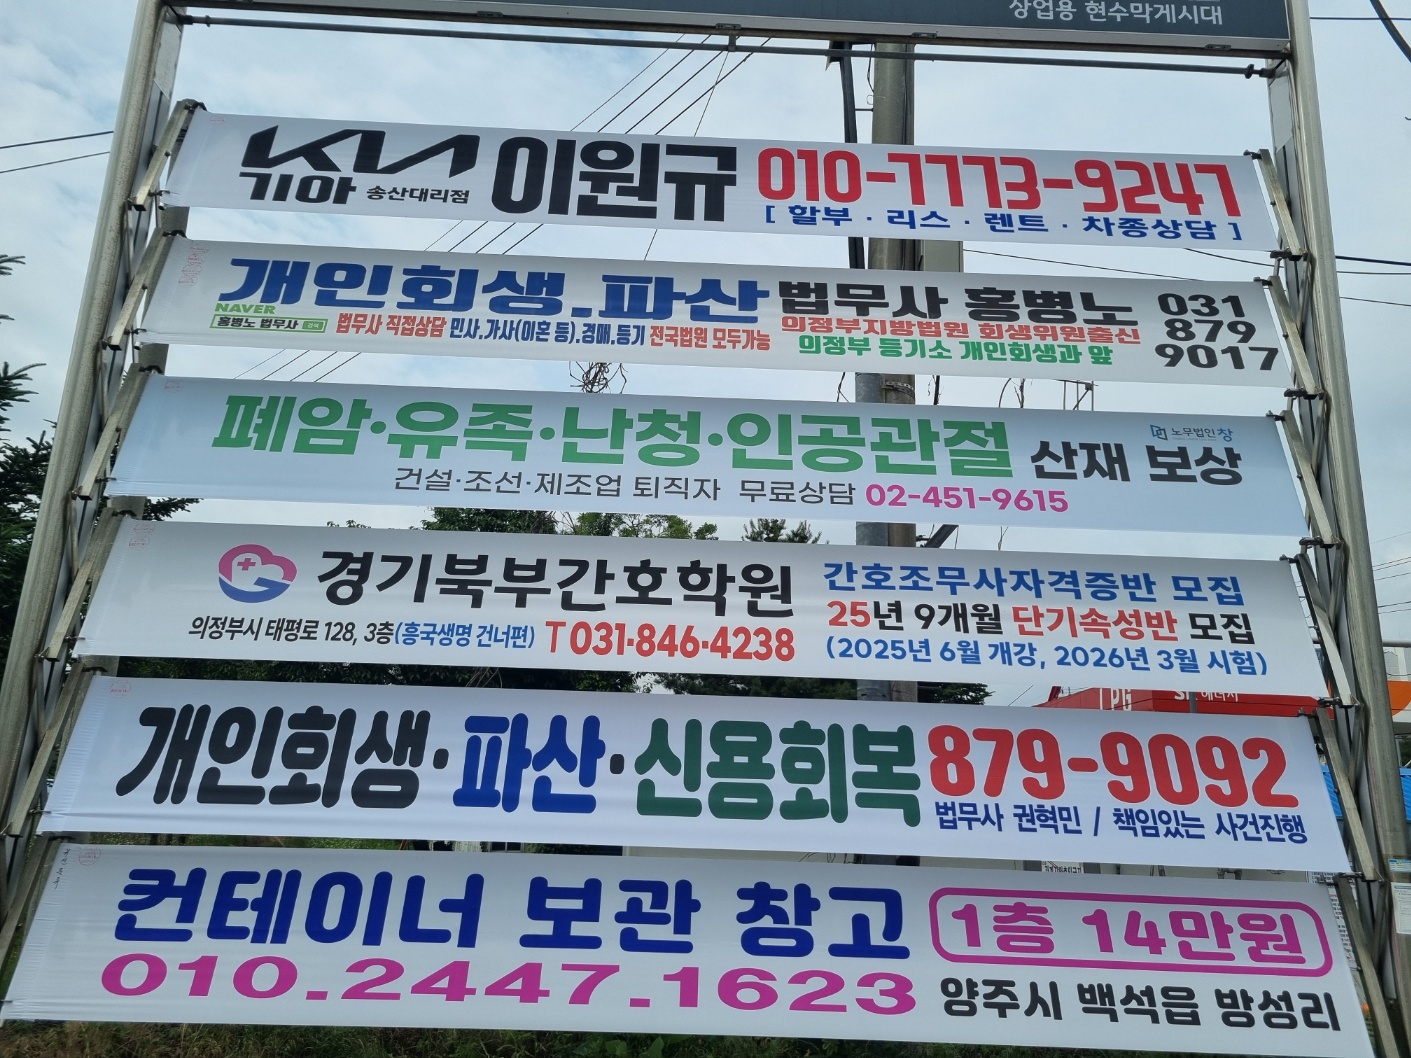 상업용 현수막게시대
KIA 이원규 010-7773-9247
기아 송산대리점
[ 할부 · 리스 · 렌트 · 차종상담 ]
개인회생.파산 법무사 홍병노 031
879
9017
NAVER
홍병노 법무사 검색
법무사 직접상담 민사.가사(이혼 등).경매.등기 전국법원 모두가능
의정부지방법원 회생위원출신
의정부 등기소 개인회생과 앞
노무법인 창
폐암·유족·난청·인공관절 산재 보상
건설·조선·제조업 퇴직자 무료상담 02-451-9615
경기북부간호학원
의정부시 태평로 128, 3층(흥국생명 건너편) T 031·846·4238
간호조무사자격증반 모집
25년 9개월 단기속성반 모집
(2025년 6월 개강, 2026년 3월 시험)
LPG
개인회생·파산·신용회복 879-9092
법무사 권혁민 / 책임있는 사건진행
컨테이너 보관 창고 1층 14만원
010.2447.1623 양주시 백석읍 방성리